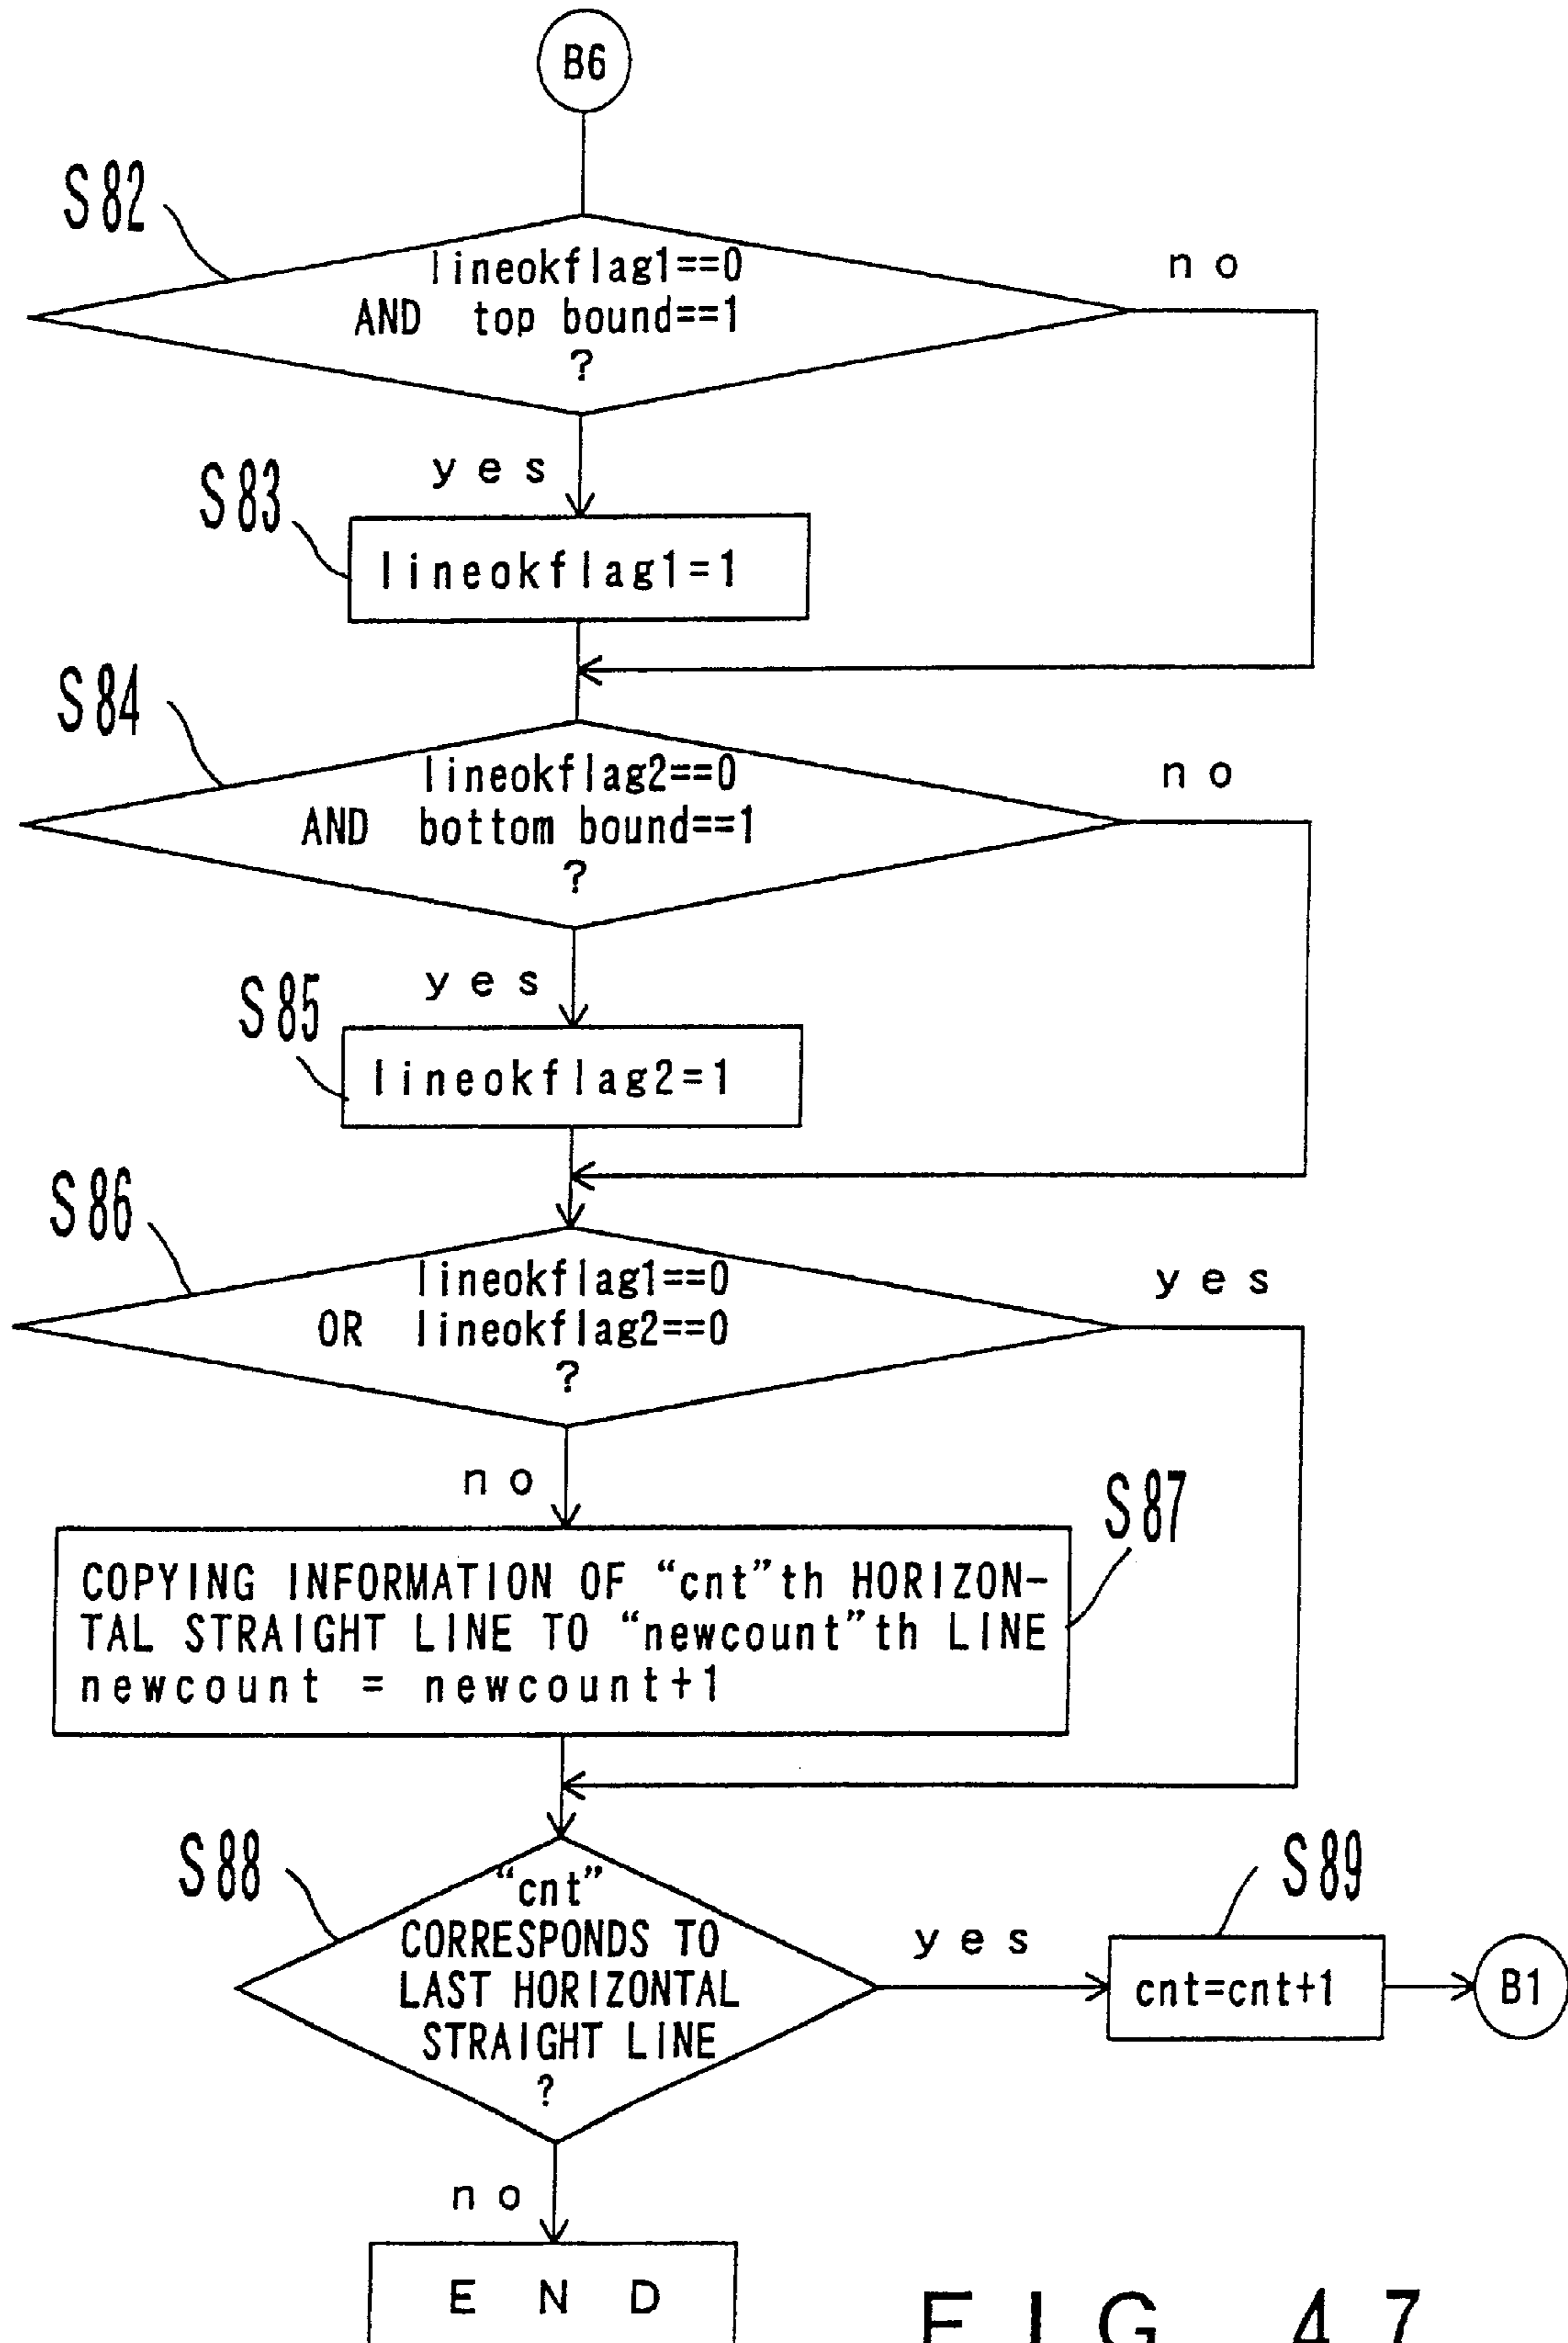 B6
S82
lineokflag1==0
AND top bound==1
?
no
yes
S83
lineokflag1=1
S84
lineokflag2==0
AND bottom bound==1
?
no
yes
S85
lineokflag2=1
S86
lineokflag1==0
OR lineokflag2==0
?
yes
no
S87
COPYING INFORMATION OF “cnt”th HORIZON-
TAL STRAIGHT LINE TO “newcount”th LINE
newcount = newcount+1
S88
“cnt”
CORRESPONDS TO
LAST HORIZONTAL
STRAIGHT LINE
?
yes
S89
cnt=cnt+1
B1
no
END
FIG. 47